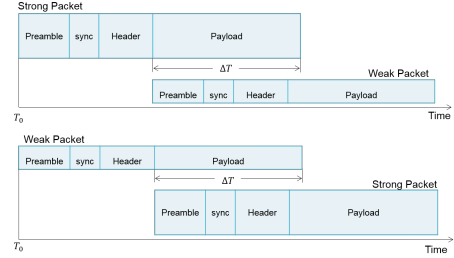 Strong Packet
Preamble sync Header Payload
ΔT
Weak Packet
Preamble sync Header Payload
T₀ Time
Weak Packet
Preamble sync Header Payload
ΔT
Strong Packet
Preamble sync Header Payload
T₀ Time